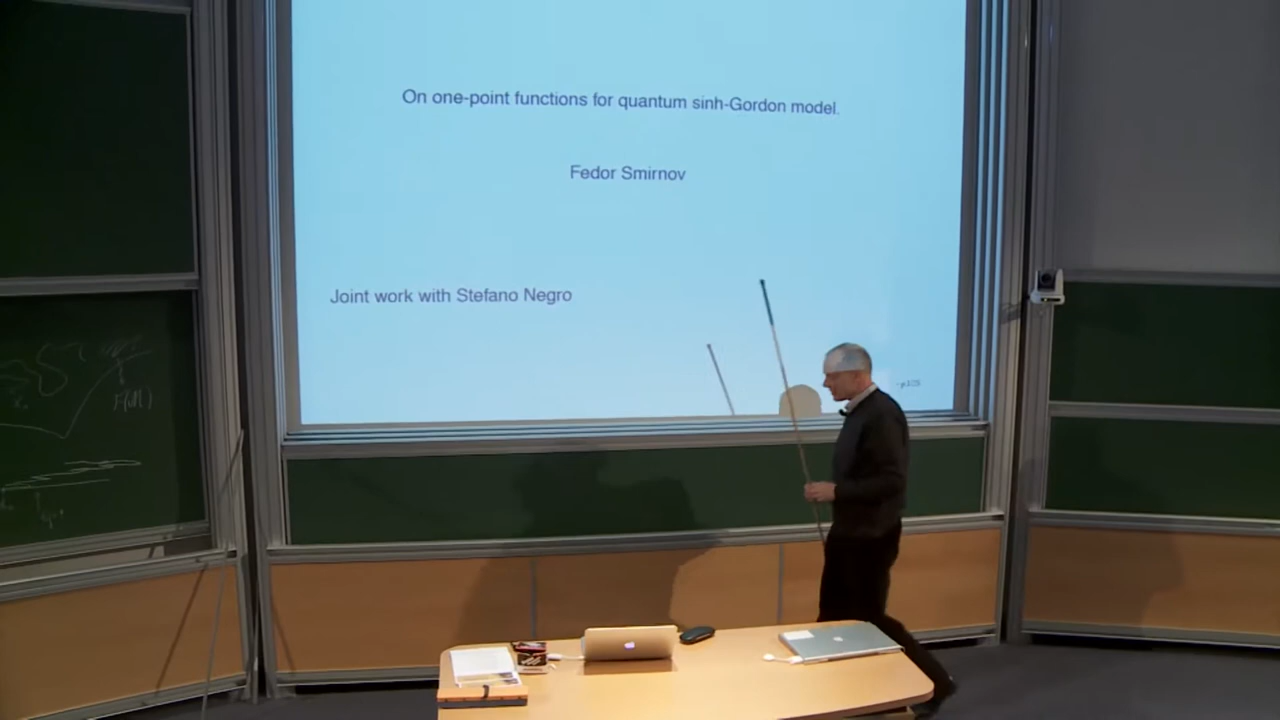 On one-point functions for quantum sinh-Gordon model.
Fedor Smirnov
Joint work with Stefano Negro